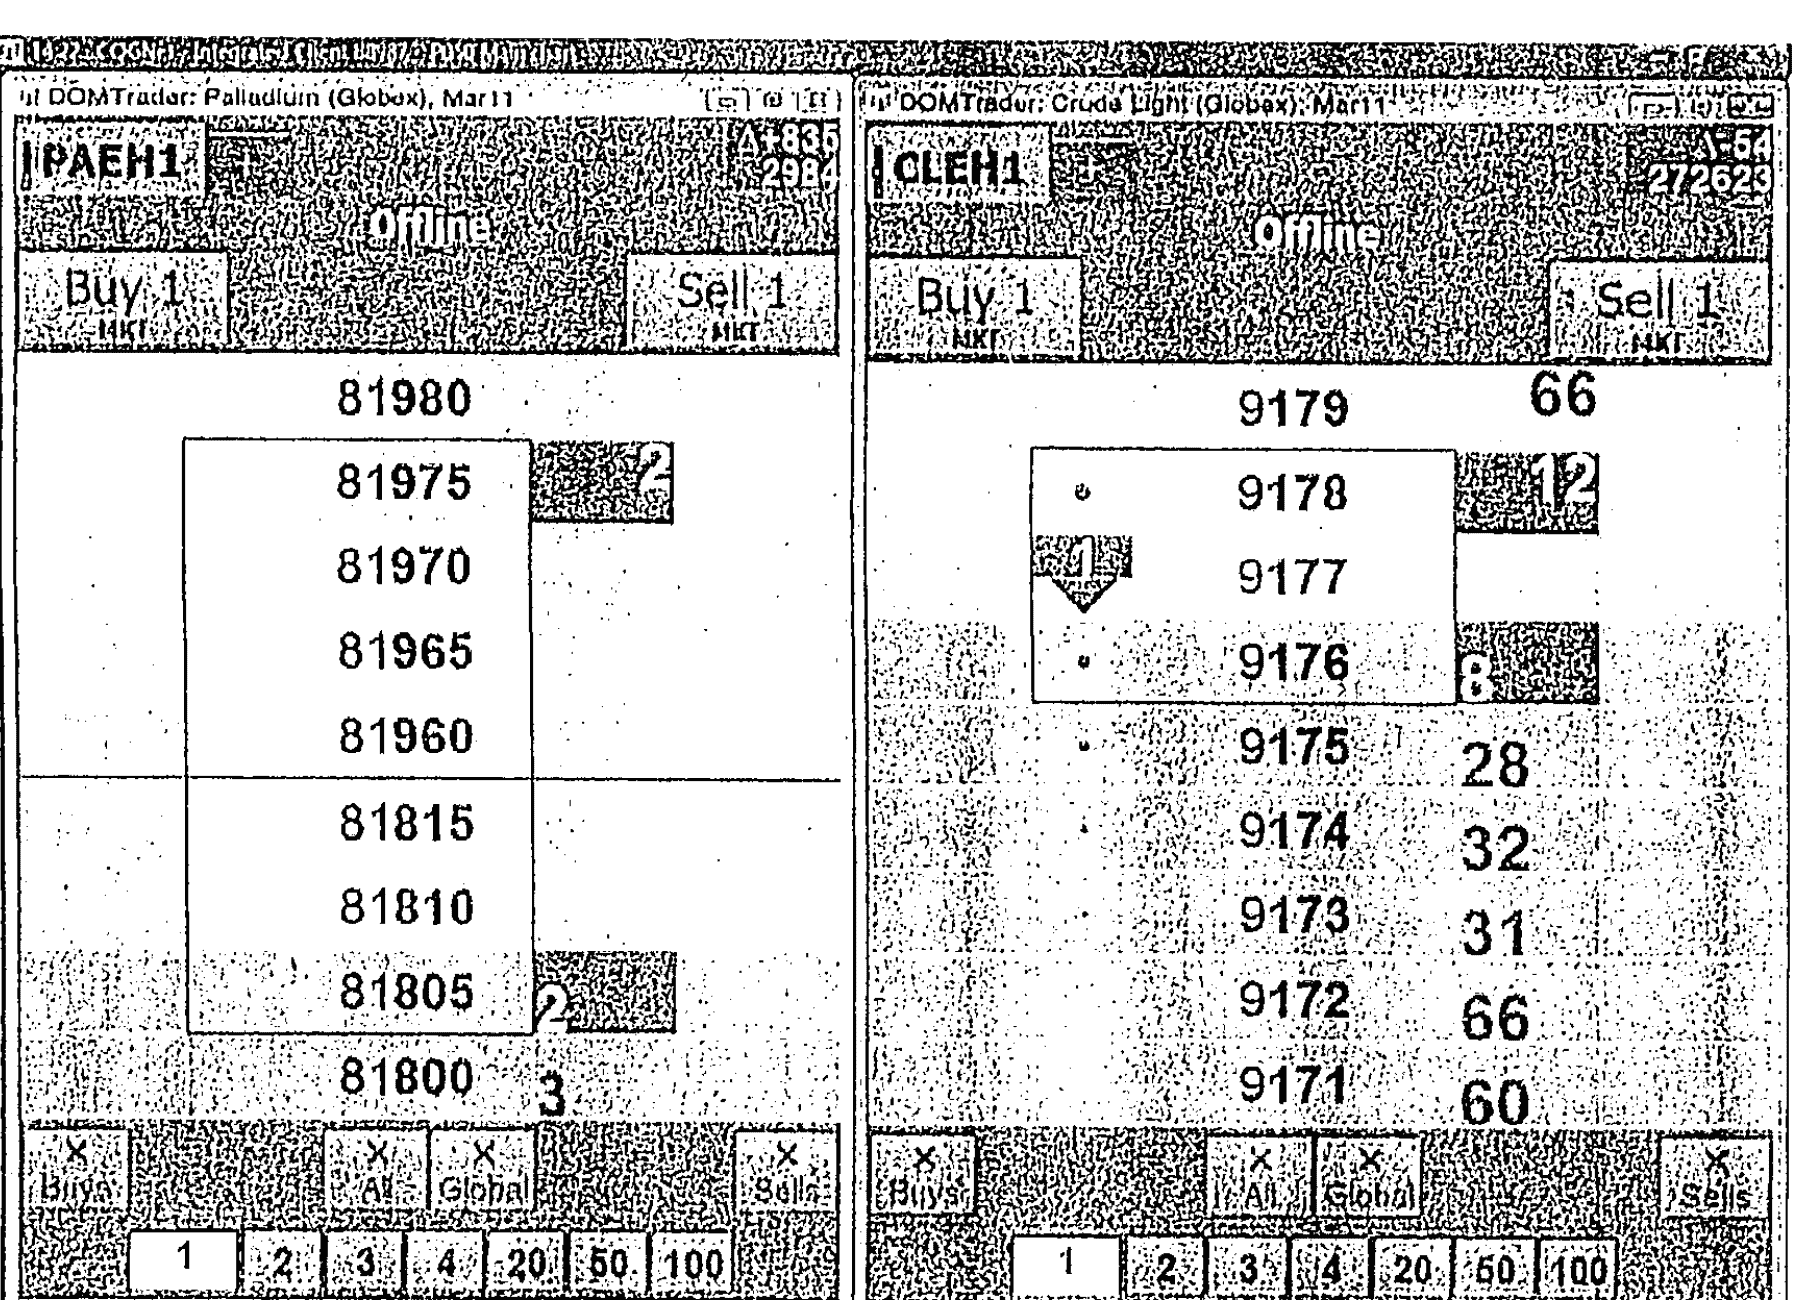 DOMTrader: Palladium (Globex), Mar11
PAEH1
Δ+835
2984
Offline
Buy 1
MKT
Sell 1
MKT
81980
81975 2
81970
81965
81960
81815
81810
81805 2
81800 3
X X X X
Buys All Global Sells
1 2 3 4 20 50 100
DOMTrader: Crude Light (Globex), Mar11
CLEH1
272623
Offline
Buy 1
MKT
Sell 1
MKT
9179 66
9178 12
1 9177
9176 8
9175 28
9174 32
9173 31
9172 66
9171 60
X X X X
Buys All Global Sells
1 2 3 4 20 50 100